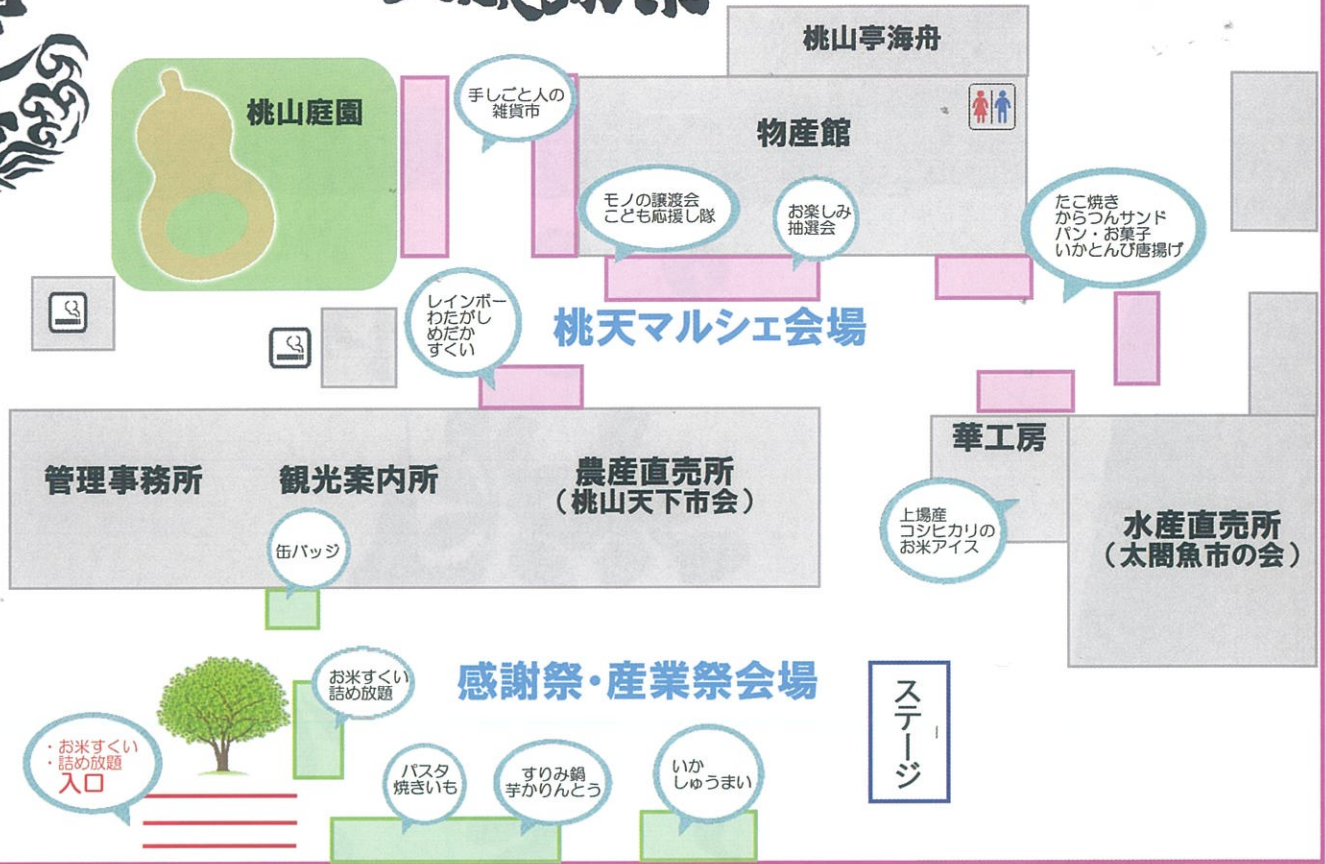 桃山亭海舟
桃山庭園
手しごと人の
雑貨市
物産館
モノの譲渡会
こども応援し隊
お楽しみ
抽選会
たこ焼き
からつんサンド
パン・お菓子
いかとんび唐揚げ
レインボー
わたがし
めだか
すくい
桃天マルシェ会場
管理事務所
観光案内所
農産直売所
（桃山天下市会）
華工房
缶バッジ
上場産
コシヒカリの
お米アイス
水産直売所
（太閤魚市の会）
お米すくい
詰め放題
感謝祭・産業祭会場
ステージ
・お米すくい
・詰め放題
入口
パスタ
焼きいも
すりみ鍋
芋かりんとう
いか
しゅうまい